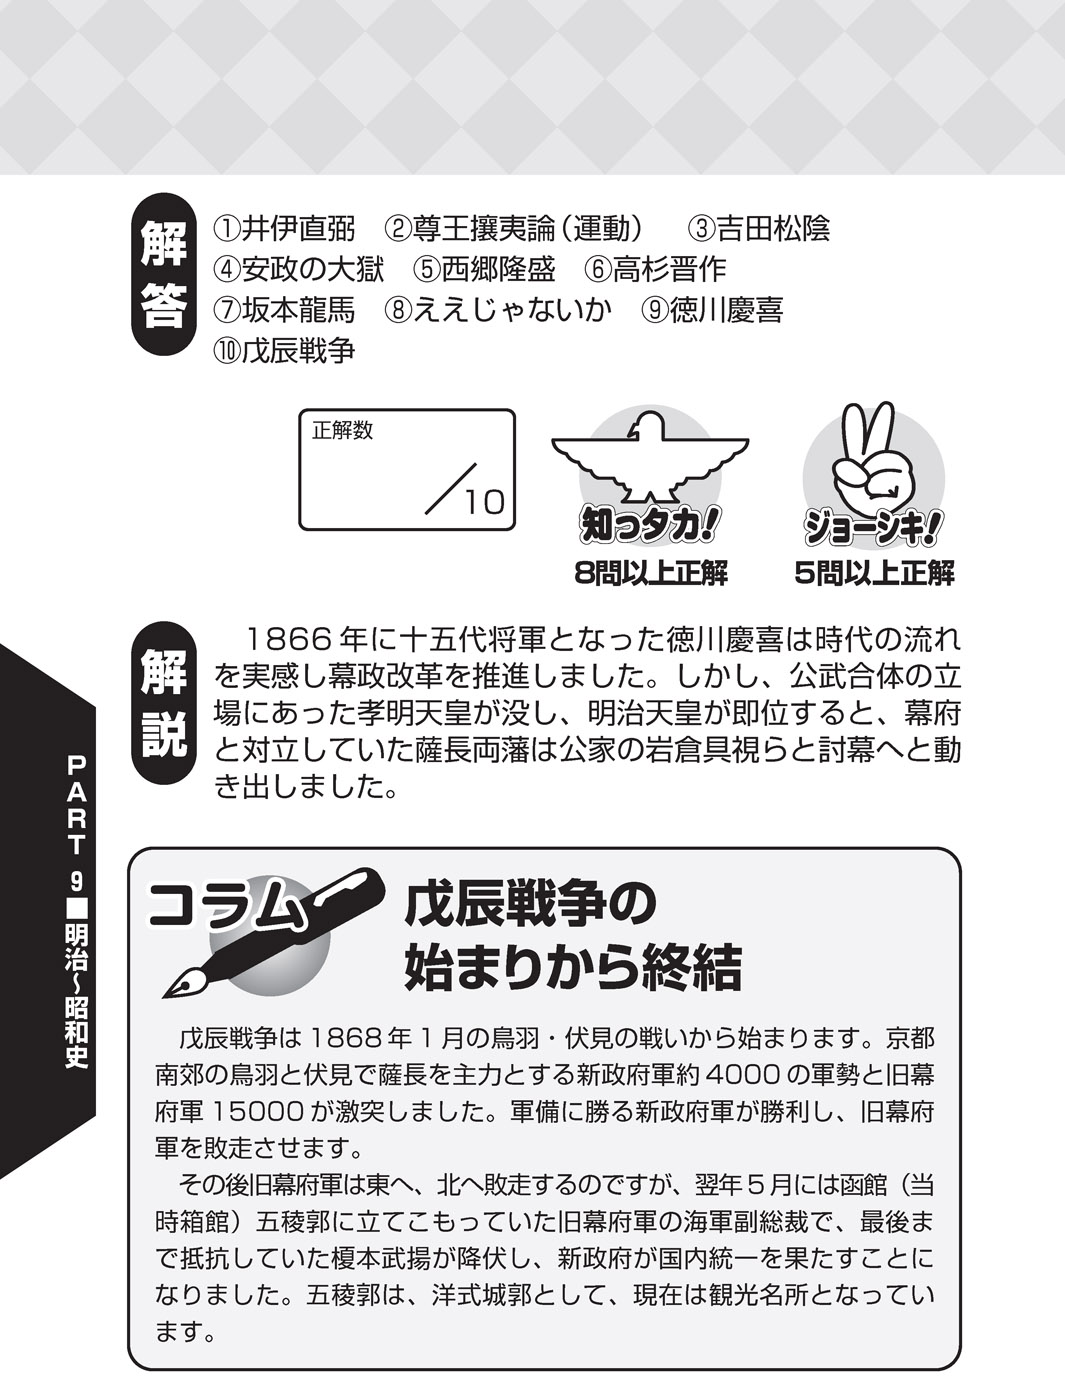 解答
①井伊直弼　②尊王攘夷論（運動）　③吉田松陰
④安政の大獄　⑤西郷隆盛　⑥高杉晋作
⑦坂本龍馬　⑧ええじゃないか　⑨徳川慶喜
⑩戊辰戦争
正解数
／10
知っタカ！
8問以上正解
ジョーシキ！
5問以上正解
解説
　1866年に十五代将軍となった徳川慶喜は時代の流れ
を実感し幕政改革を推進しました。しかし、公武合体の立
場にあった孝明天皇が没し、明治天皇が即位すると、幕府
と対立していた薩長両藩は公家の岩倉具視らと討幕へと動
き出しました。
PART 9■明治～昭和史
コラム
戊辰戦争の
始まりから終結
　戊辰戦争は1868年1月の鳥羽・伏見の戦いから始まります。京都
南郊の鳥羽と伏見で薩長を主力とする新政府軍約4000の軍勢と旧幕
府軍15000が激突しました。軍備に勝る新政府軍が勝利し、旧幕府
軍を敗走させます。
　その後旧幕府軍は東へ、北へ敗走するのですが、翌年5月には函館（当
時箱館）五稜郭に立てこもっていた旧幕府軍の海軍副総裁で、最後ま
で抵抗していた榎本武揚が降伏し、新政府が国内統一を果たすことに
なりました。五稜郭は、洋式城郭として、現在は観光名所となってい
ます。